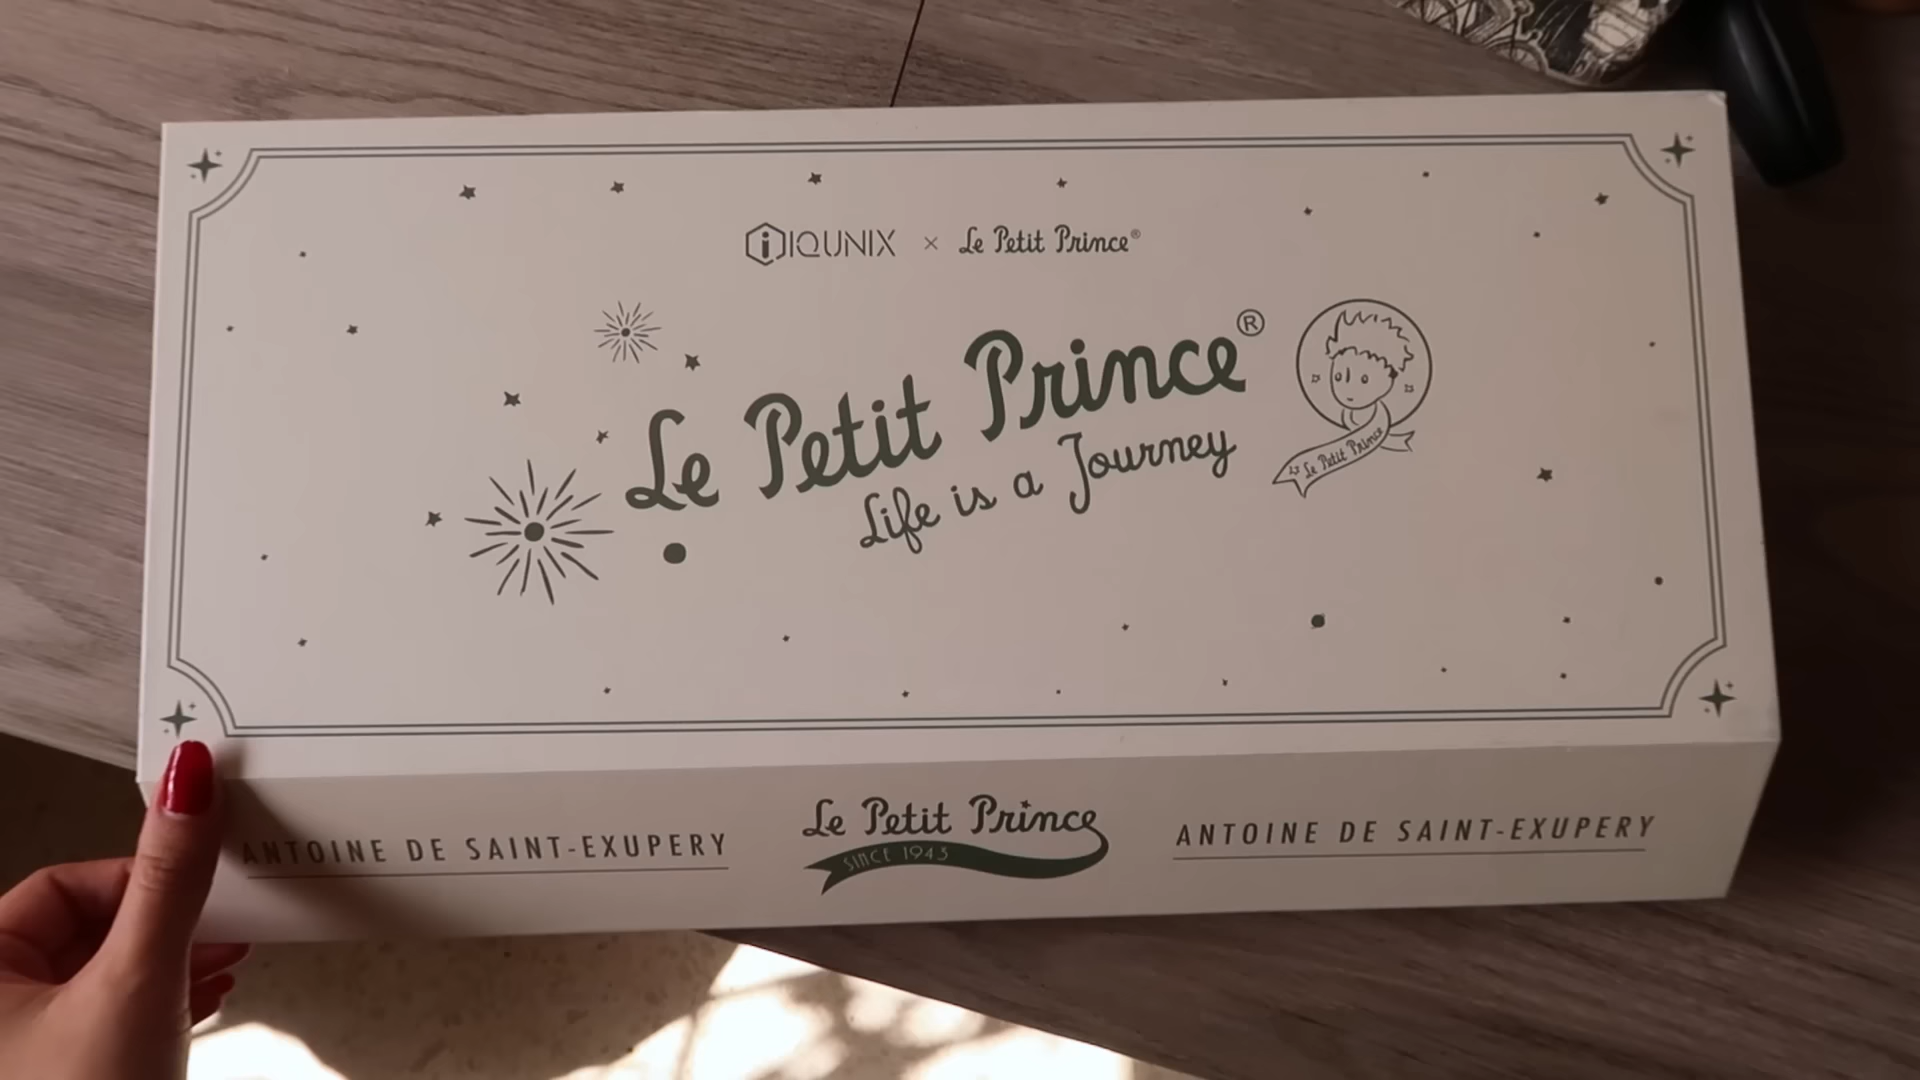 IQUNIX × Le Petit Prince®
Le Petit Prince®
Life is a Journey
Le Petit Prince
ANTOINE DE SAINT-EXUPERY
Le Petit Prince
SINCE 1943
ANTOINE DE SAINT-EXUPERY